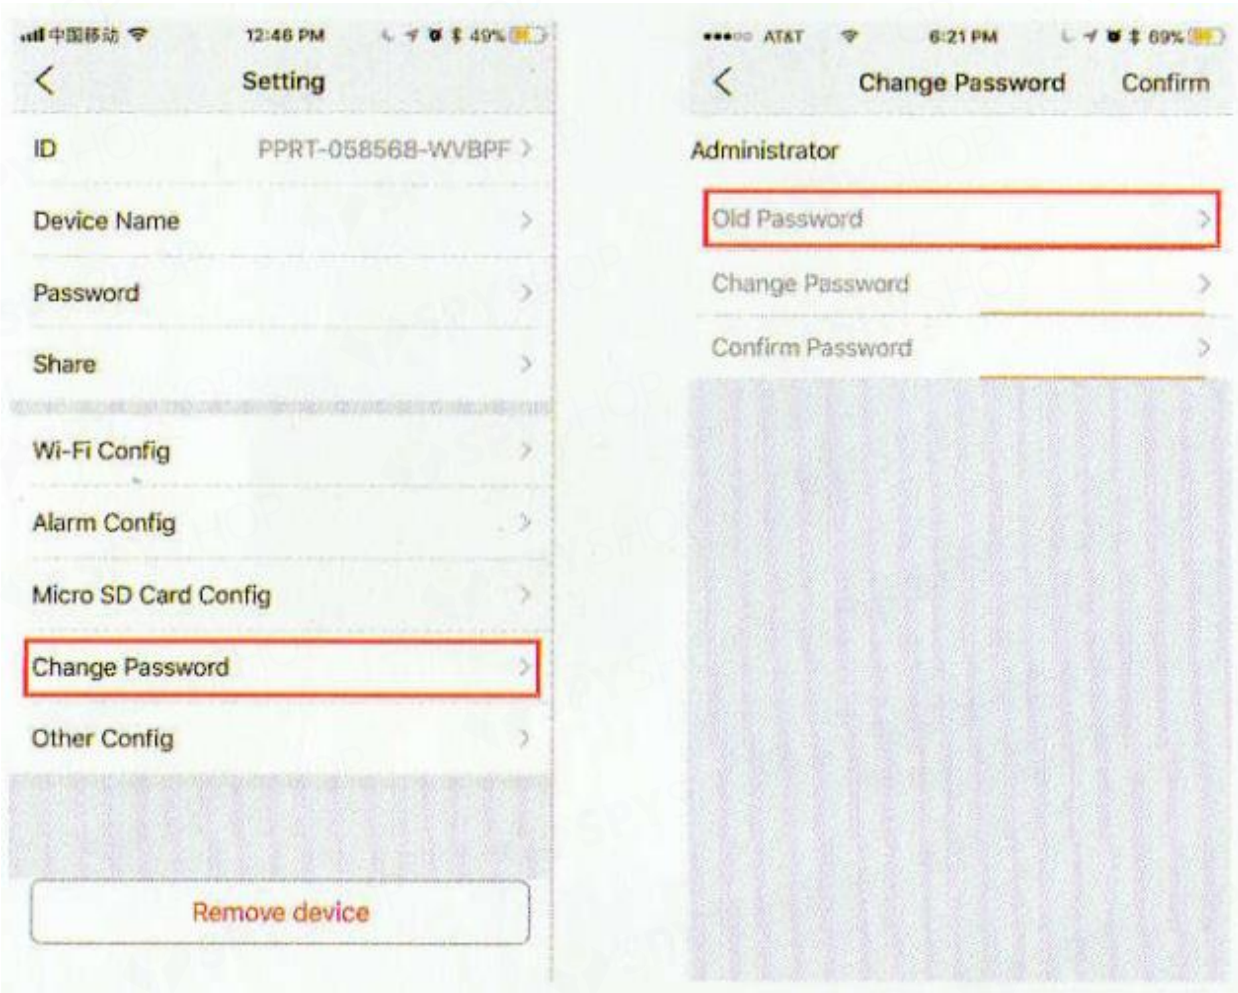 中国移动 12:46 PM 49%
Setting
ID PPRT-058568-WVBPF
Device Name
Password
Share
Wi-Fi Config
Alarm Config
Micro SD Card Config
Change Password
Other Config
Remove device
AT&T 6:21 PM 69%
Change Password Confirm
Administrator
Old Password
Change Password
Confirm Password